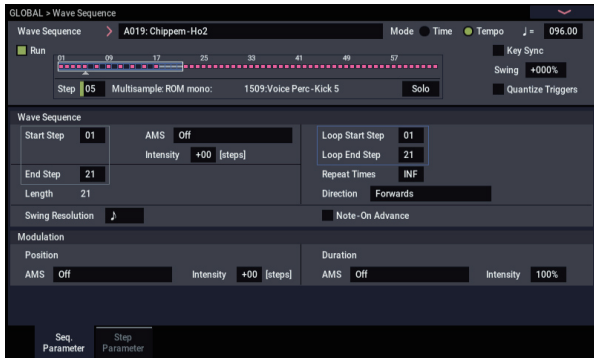 GLOBAL > Wave Sequence
Wave Sequence A019: Chippem-Ho2 Mode Time Tempo ♩= 096.00
Run 01 09 17 25 33 41 49 57 Key Sync
Swing +000%
Step 05 Multisample: ROM mono: 1509:Voice Perc-Kick 5 Solo Quantize Triggers
Wave Sequence
Start Step 01 AMS Off Loop Start Step 01
Intensity +00 [steps] Loop End Step 21
End Step 21 Repeat Times INF
Length 21 Direction Forwards
Swing Resolution ♪ Note-On Advance
Modulation
Position Duration
AMS Off Intensity +00 [steps] AMS Off Intensity 100%
Seq. Parameter
Step Parameter